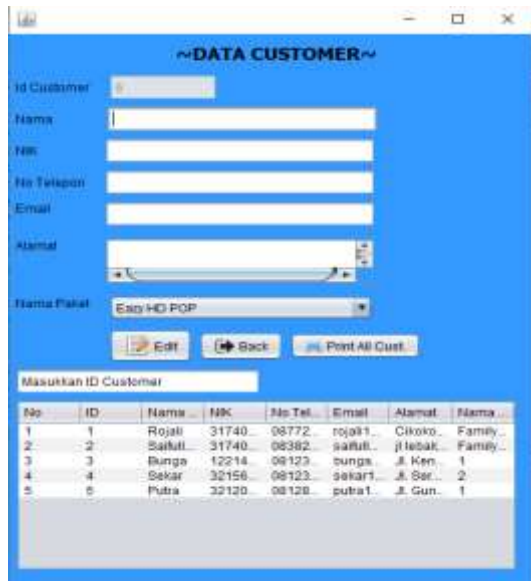 ~DATA CUSTOMER~
Id Customer
Nama
NIK
No Telepon
Email
Alamat
Nama Paket Easy HD POP
Edit Back Print All Cust
Masukkan ID Customer
No ID Nama ... NIK No Tel... Email Alamat Nama ...
1 1 Rojali 31740... 08772... rojali1... Cikoko... Family...
2 2 Saifull... 31740... 08382... saifull... jl lebak... Family...
3 3 Bunga 12214... 08123... bunga... Jl. Ken... 1
4 4 Sekar 32156... 08123... sekar1... Jl. Ser... 2
5 Putra 32120... 08128... putra1... Jl. Gun... 1